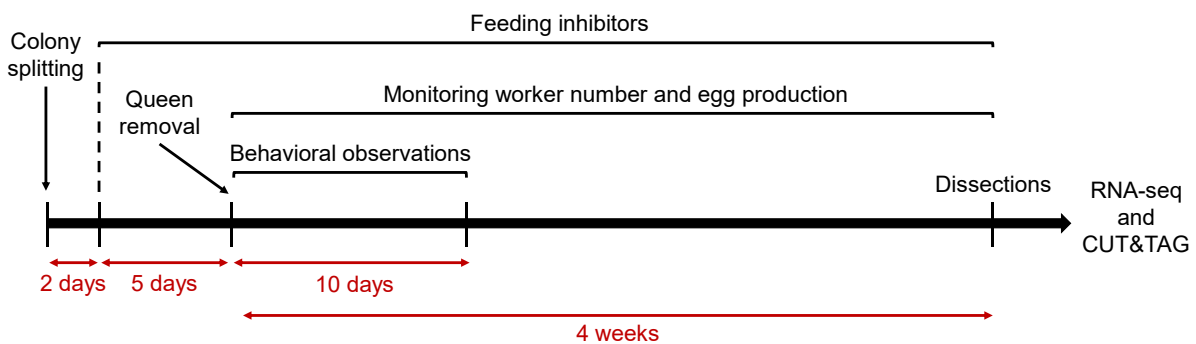 Feeding inhibitors
Colony
splitting
Monitoring worker number and egg production
Queen
removal
Behavioral observations
Dissections
RNA-seq
and
CUT&TAG
2 days
5 days
10 days
4 weeks